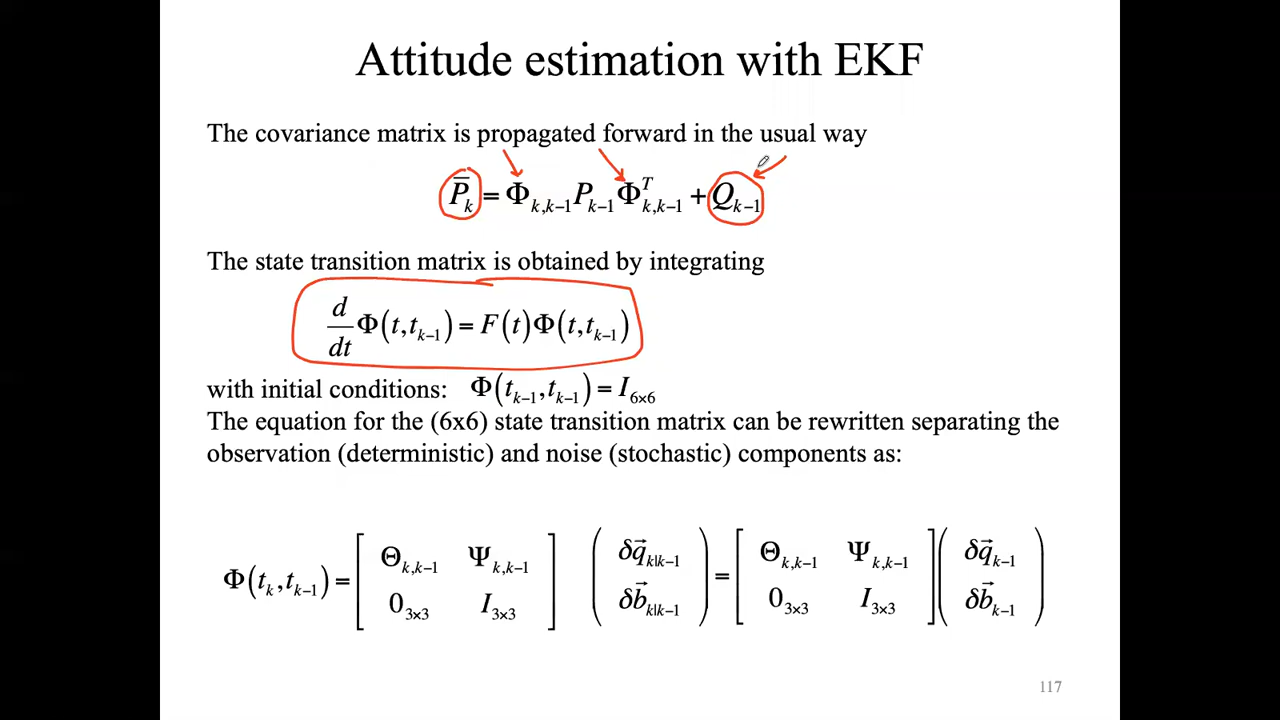 Attitude estimation with EKF
The covariance matrix is propagated forward in the usual way
P̄_k = Φ_{k,k−1} P_{k−1} Φ^T_{k,k−1} + Q_{k−1}
The state transition matrix is obtained by integrating
d/dt Φ(t,t_{k−1}) = F(t)Φ(t,t_{k−1})
with initial conditions: Φ(t_{k−1},t_{k−1}) = I_{6×6}
The equation for the (6x6) state transition matrix can be rewritten separating the
observation (deterministic) and noise (stochastic) components as:
Φ(t_k,t_{k−1}) = [ Θ_{k,k−1} Ψ_{k,k−1} ; 0_{3×3} I_{3×3} ] ( δq⃗_{k|k−1} ; δb⃗_{k|k−1} ) = [ Θ_{k,k−1} Ψ_{k,k−1} ; 0_{3×3} I_{3×3} ] ( δq⃗_{k−1} ; δb⃗_{k−1} )
117